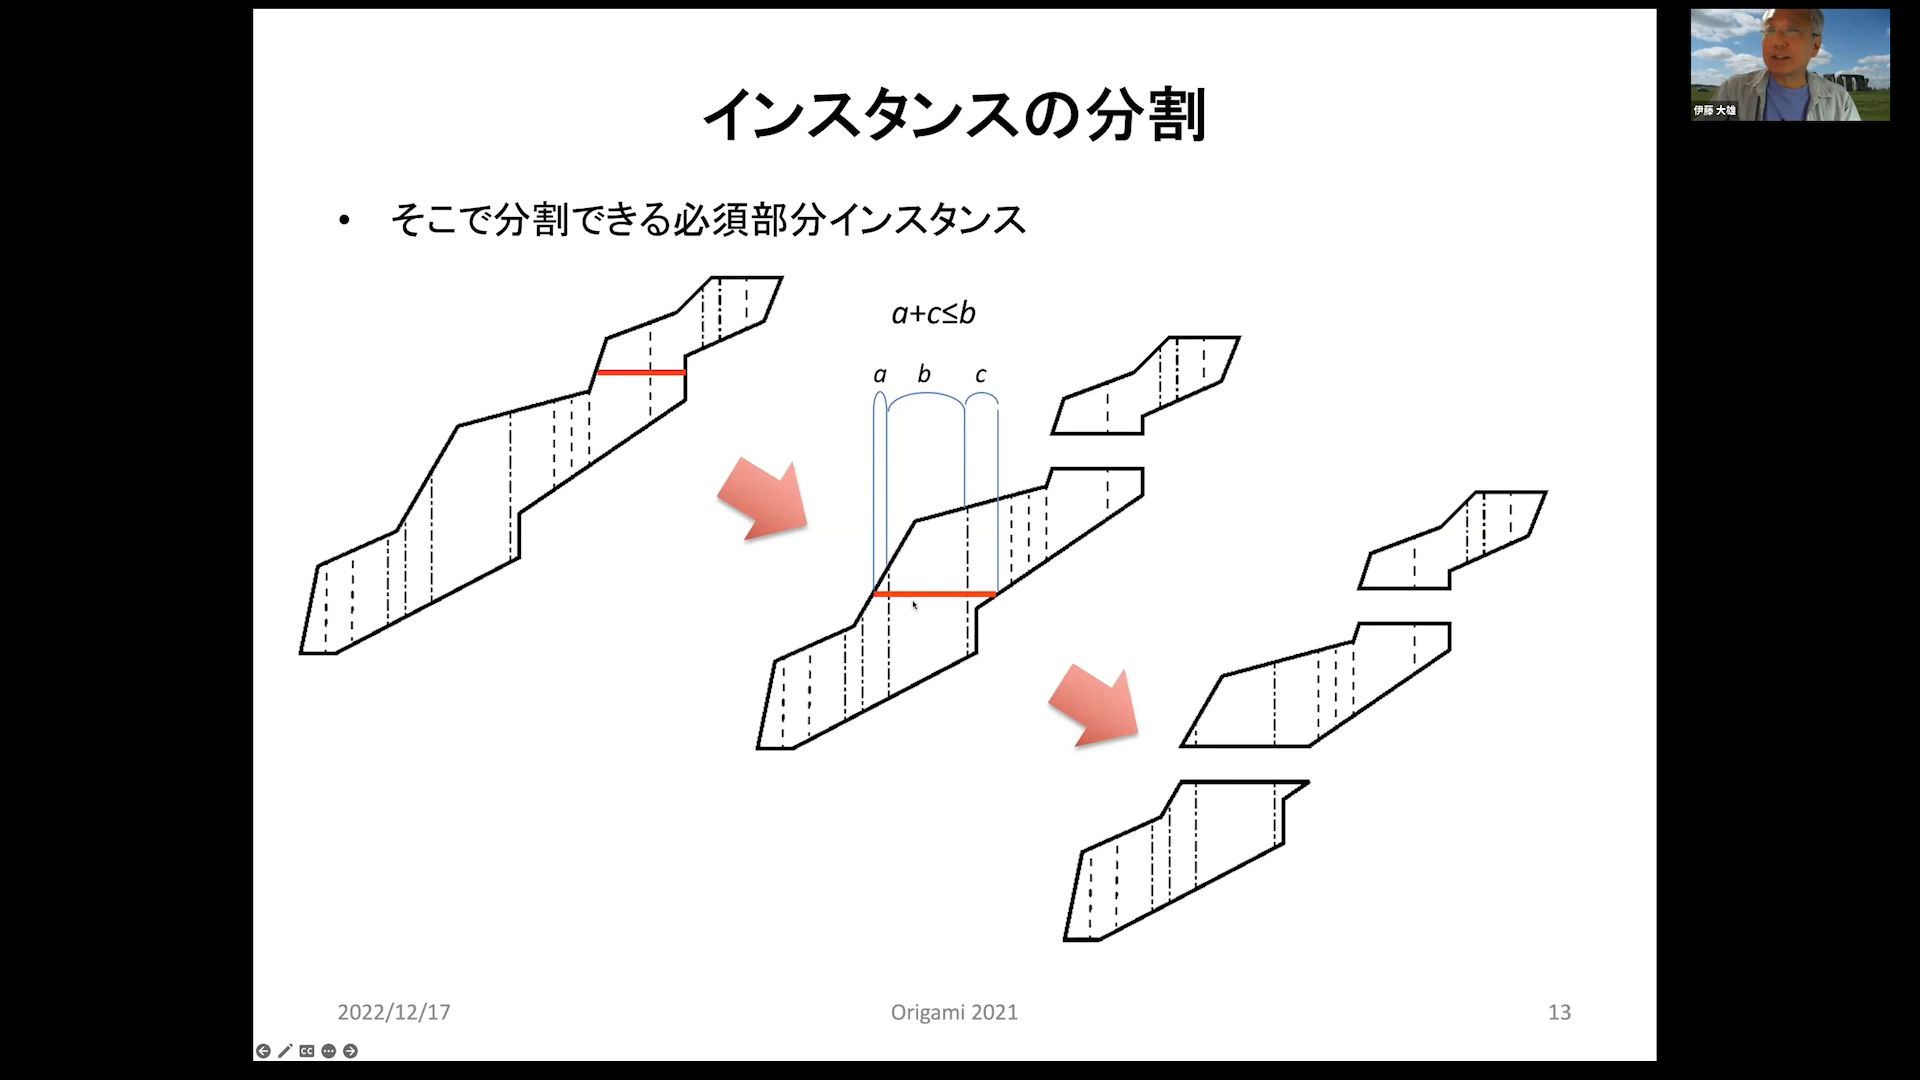 インスタンスの分割
• そこで分割できる必須部分インスタンス
a+c≤b
a b c
2022/12/17 Origami 2021 13
伊藤 大雄
CC